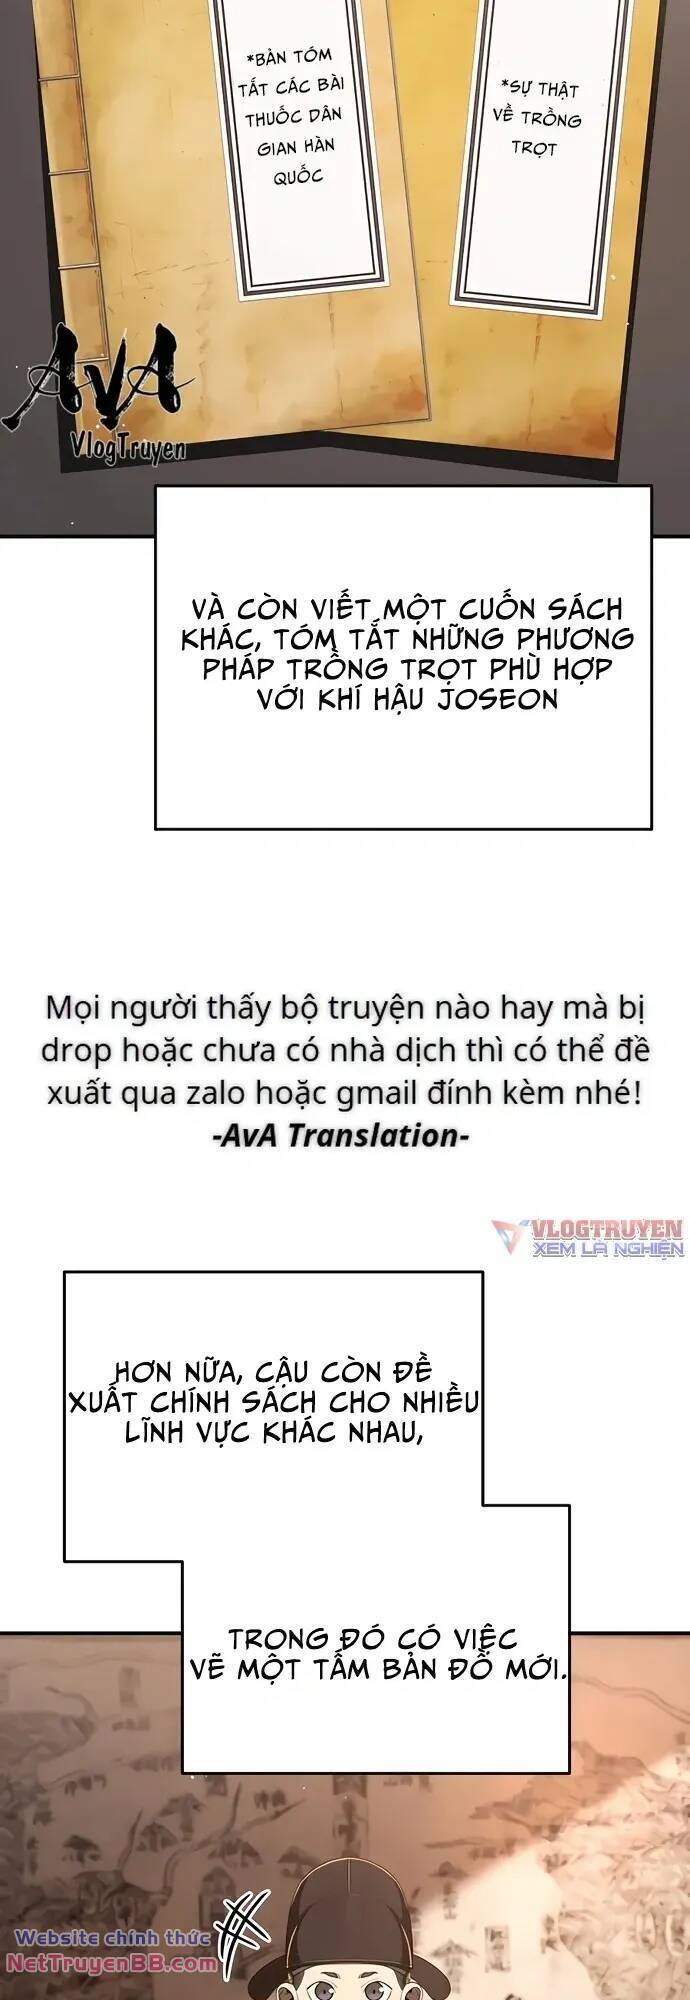 *BẢN TÓM
TẮT CÁC BÀI
THUỐC DÂN
GIAN HÀN
QUỐC
*SỰ THẬT
VỀ TRỒNG
TRỌT
AVA
VlogTruyen
VÀ CÒN VIẾT MỘT CUỐN SÁCH
KHÁC, TÓM TẮT NHỮNG PHƯƠNG
PHÁP TRỒNG TRỌT PHÙ HỢP
VỚI KHÍ HẬU JOSEON
Mọi người thấy bộ truyện nào hay mà bị
drop hoặc chưa có nhà dịch thì có thể đề
xuất qua zalo hoặc gmail đính kèm nhé!
-AvA Translation-
VLOGTRUYEN
XEM LÀ NGHIỆN
HƠN NỮA, CẬU CÒN ĐỀ
XUẤT CHÍNH SÁCH CHO NHIỀU
LĨNH VỰC KHÁC NHAU,
TRONG ĐÓ CÓ VIỆC
VẼ MỘT TẤM BẢN ĐỒ MỚI.
Website chính thức
NetTruyenBB.com